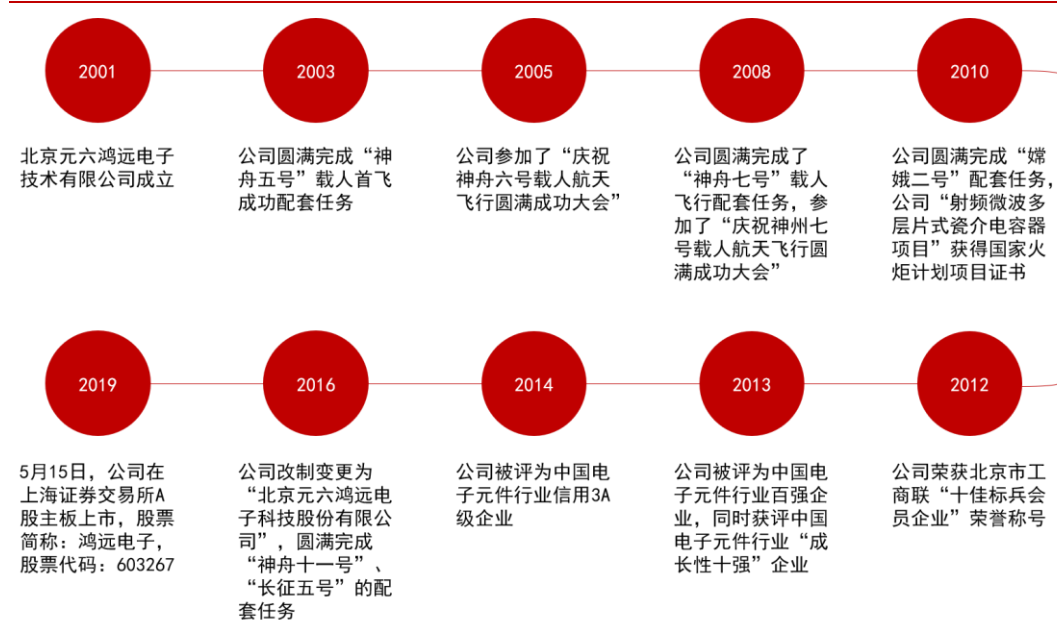 2001
北京元六鸿远电子
技术有限公司成立
2003
公司圆满完成“神
舟五号”载人首飞
成功配套任务
2005
公司参加了“庆祝
神舟六号载人航天
飞行圆满成功大会”
2008
公司圆满完成了
“神舟七号”载人
飞行配套任务，参
加了“庆祝神州七
号载人航天飞行圆
满成功大会”
2010
公司圆满完成“嫦
娥二号”配套任务，
公司“射频微波多
层片式瓷介电容器
项目”获得国家火
炬计划项目证书
2012
公司荣获北京市工
商联“十佳标兵会
员企业”荣誉称号
2013
公司被评为中国电
子元件行业百强企
业，同时获评中国
电子元件行业“成
长性十强”企业
2014
公司被评为中国电
子元件行业信用3A
级企业
2016
公司改制变更为
“北京元六鸿远电
子科技股份有限公
司”，圆满完成
“神舟十一号”、
“长征五号”的配
套任务
2019
5月15日，公司在
上海证券交易所A
股主板上市，股票
简称：鸿远电子，
股票代码：603267